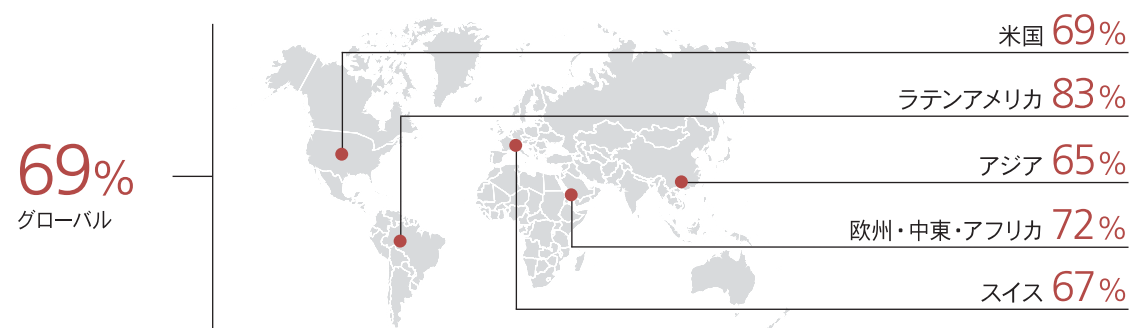 69%
グローバル
米国 69%
ラテンアメリカ 83%
アジア 65%
欧州・中東・アフリカ 72%
スイス 67%